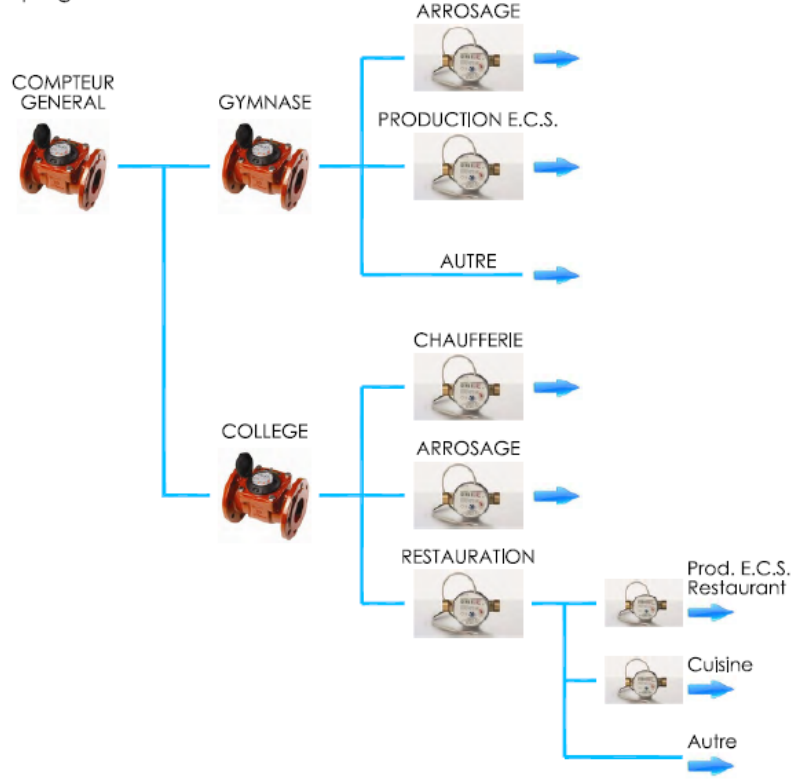 ARROSAGE
COMPTEUR
GENERAL
GYMNASE
PRODUCTION E.C.S.
AUTRE
CHAUFFERIE
COLLEGE
ARROSAGE
RESTAURATION
Prod. E.C.S.
Restaurant
Cuisine
Autre